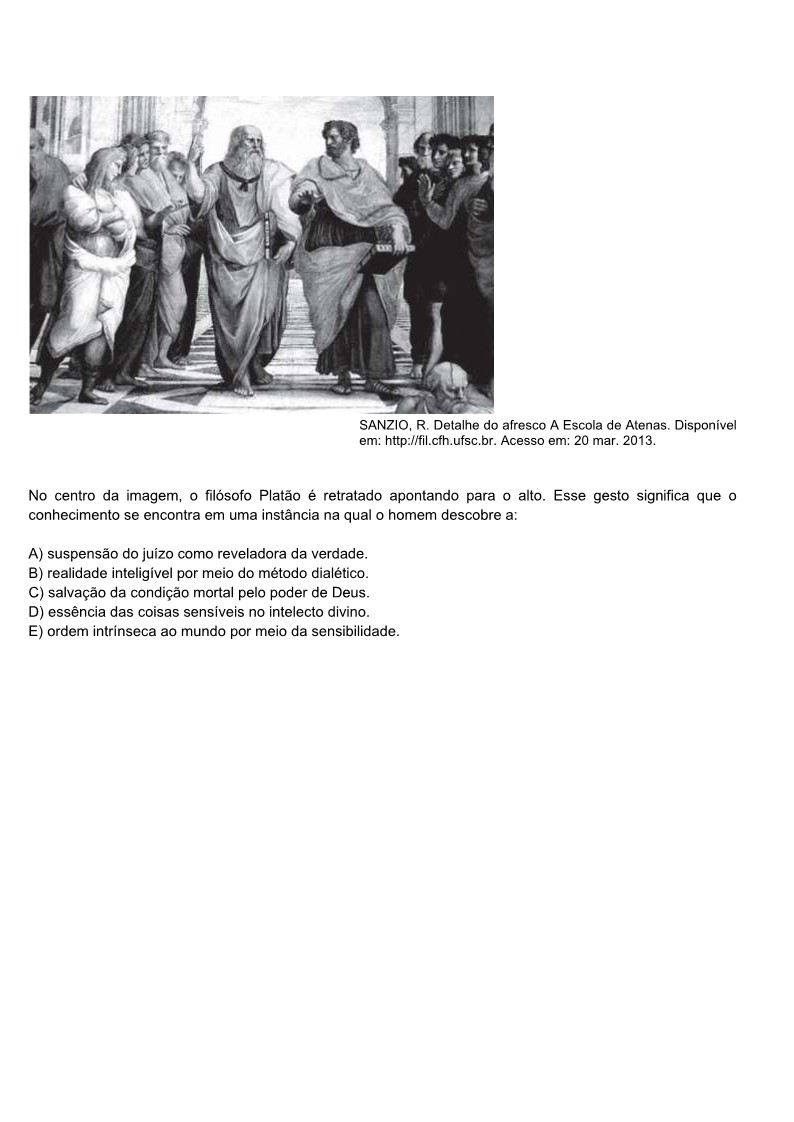 SANZIO, R. Detalhe do afresco A Escola de Atenas. Disponível
em: http://fil.cfh.ufsc.br. Acesso em: 20 mar. 2013.
No centro da imagem, o filósofo Platão é retratado apontando para o alto. Esse gesto significa que o
conhecimento se encontra em uma instância na qual o homem descobre a:
A) suspensão do juízo como reveladora da verdade.
B) realidade inteligível por meio do método dialético.
C) salvação da condição mortal pelo poder de Deus.
D) essência das coisas sensíveis no intelecto divino.
E) ordem intrínseca ao mundo por meio da sensibilidade.